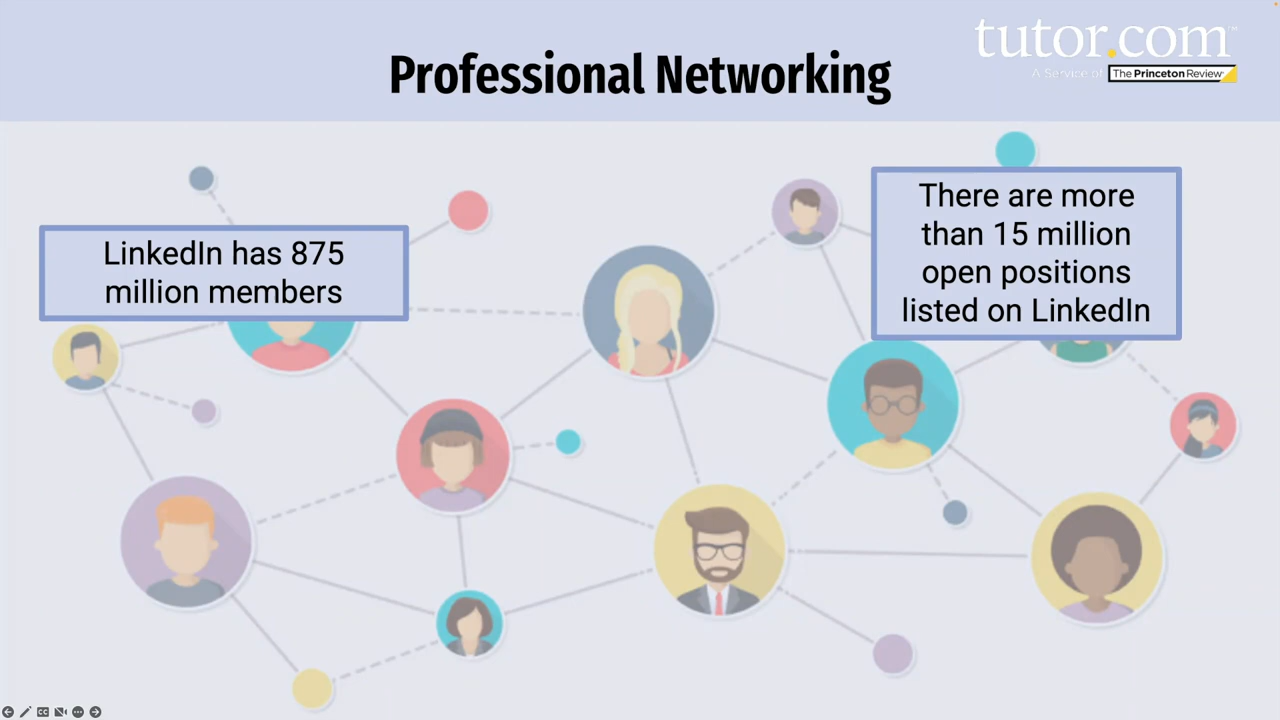 tutor.com
A Service of The Princeton Review
Professional Networking
LinkedIn has 875
million members
There are more
than 15 million
open positions
listed on LinkedIn
CC